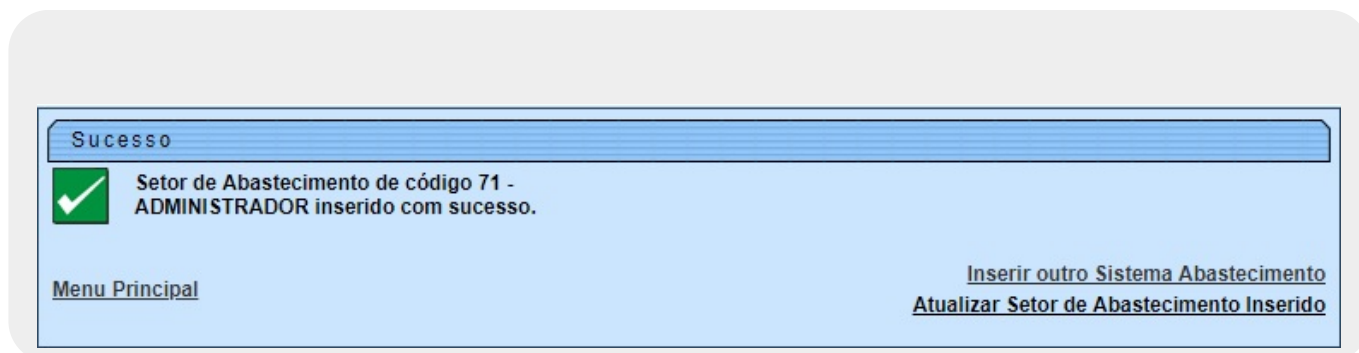 Sucesso
Setor de Abastecimento de código 71 -
ADMINISTRADOR inserido com sucesso.
Inserir outro Sistema Abastecimento
Menu Principal
Atualizar Setor de Abastecimento Inserido